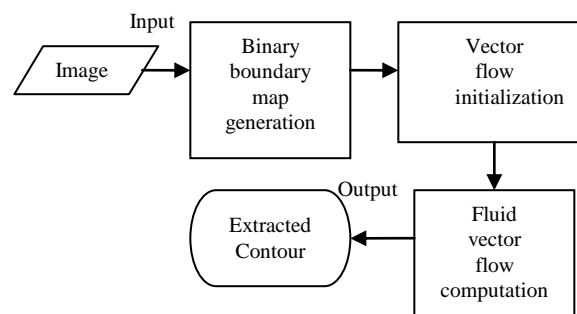 Input
Image
Binary
boundary
map
generation
Vector
flow
initialization
Output
Extracted
Contour
Fluid
vector
flow
computation